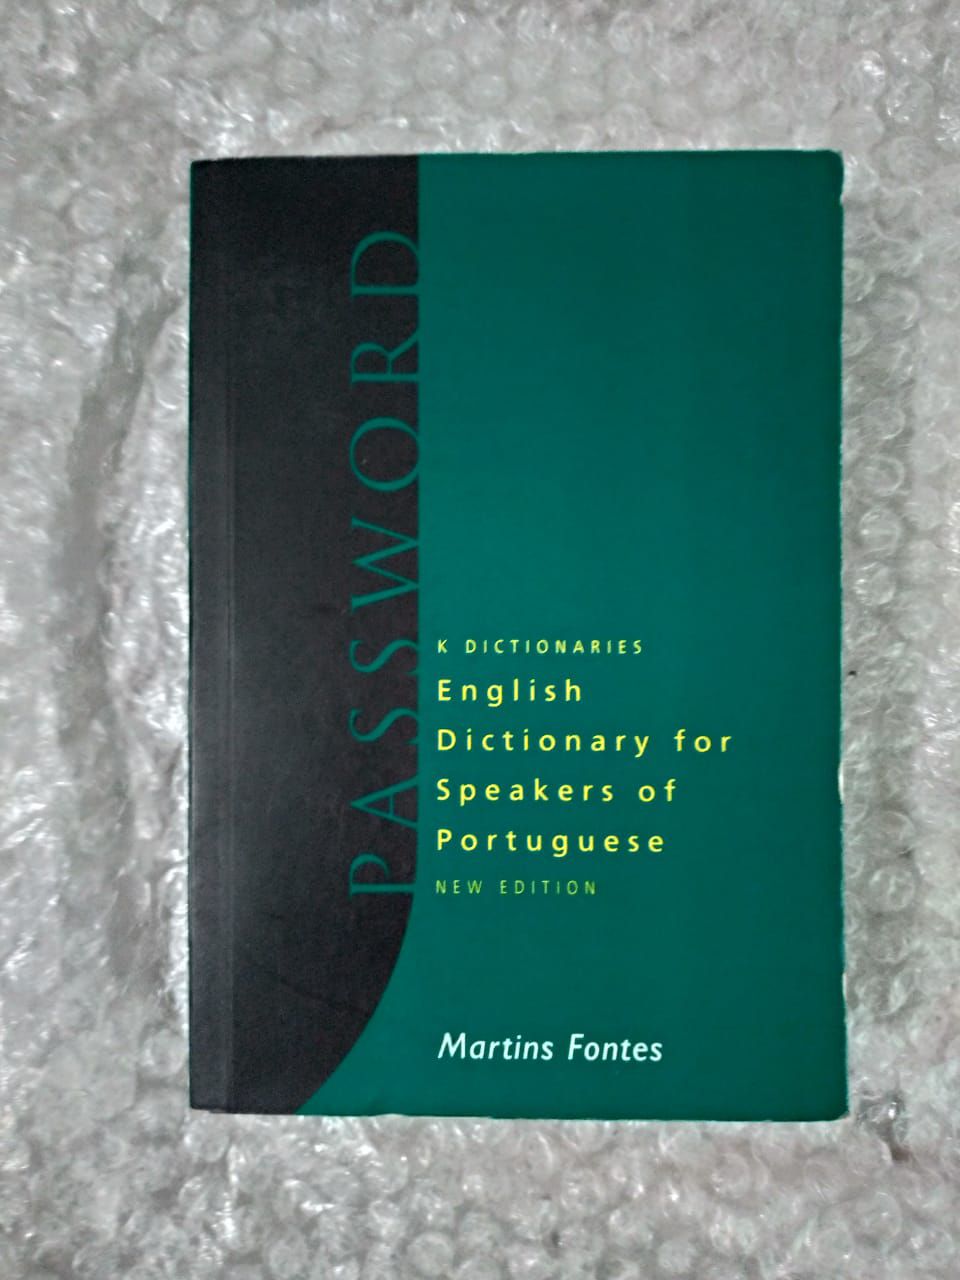 PASSWORD
K DICTIONARIES
English
Dictionary for
Speakers of
Portuguese
NEW EDITION
Martins Fontes